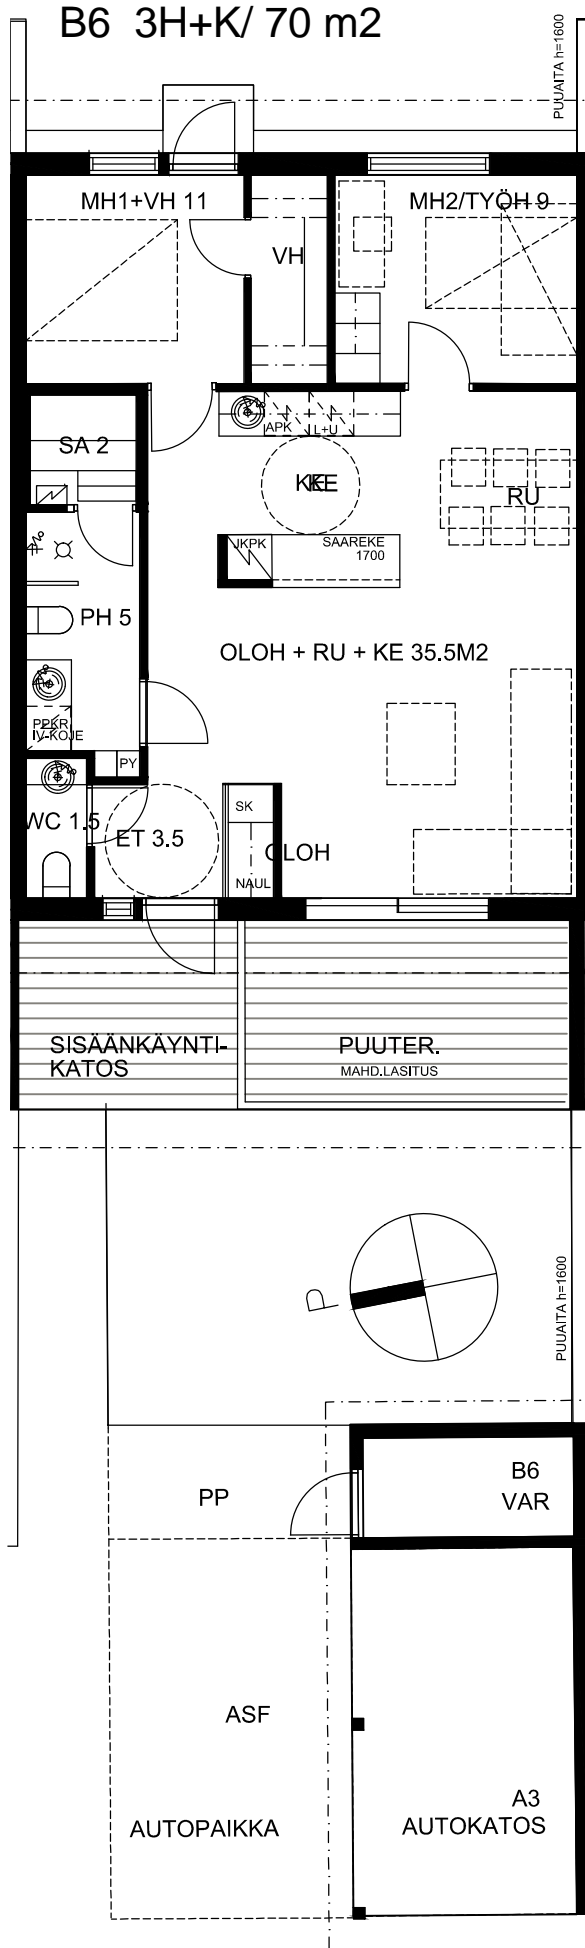 B6 3H+K/ 70 m2
PUUAITA h=1600
MH1+VH 11
MH2/TYÖH 9
VH
SA 2
APK
L+U
KE
RU
JKPK
SAAREKE
1700
PH 5
OLOH + RU + KE 35.5M2
PPKR
IV-KOJE
PY
WC 1.5
ET 3.5
SK
OLOH
NAUL
SISÄÄNKÄYNTI-
KATOS
PUUTER.
MAHD.LASITUS
P
PUUAITA h=1600
B6
VAR
PP
ASF
A3
AUTOKATOS
AUTOPAIKKA